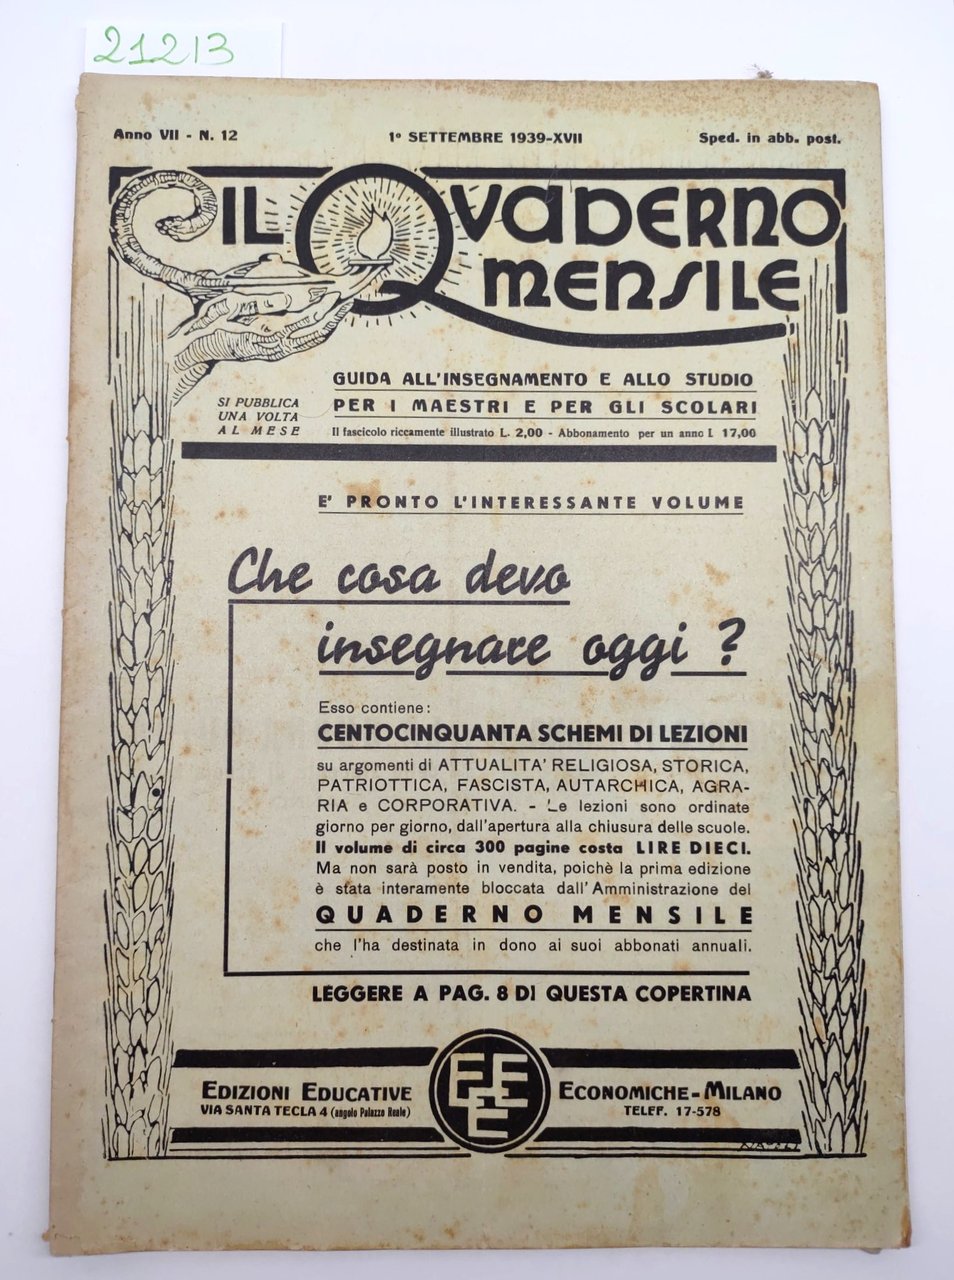 21213
Anno VII - N. 12
1º SETTEMBRE 1939-XVII
Sped. in abb. post.
IL QVADERNO
MENSILE
SI PUBBLICA
UNA VOLTA
AL MESE
GUIDA ALL'INSEGNAMENTO E ALLO STUDIO
PER I MAESTRI E PER GLI SCOLARI
Il fascicolo riccamente illustrato L. 2,00 - Abbonamento per un anno L 17,00
E' PRONTO L'INTERESSANTE VOLUME
Che cosa devo
insegnare oggi ?
Esso contiene:
CENTOCINQUANTA SCHEMI DI LEZIONI
su argomenti di ATTUALITA' RELIGIOSA, STORICA,
PATRIOTTICA, FASCISTA, AUTARCHICA, AGRA-
RIA e CORPORATIVA. - Le lezioni sono ordinate
giorno per giorno, dall'apertura alla chiusura delle scuole.
Il volume di circa 300 pagine costa LIRE DIECI.
Ma non sarà posto in vendita, poichè la prima edizione
è stata interamente bloccata dall'Amministrazione del
QUADERNO MENSILE
che l'ha destinata in dono ai suoi abbonati annuali.
LEGGERE A PAG. 8 DI QUESTA COPERTINA
EDIZIONI EDUCATIVE
VIA SANTA TECLA 4 (angolo Palazzo Reale)
EEEE
ECONOMICHE-MILANO
TELEF. 17-578